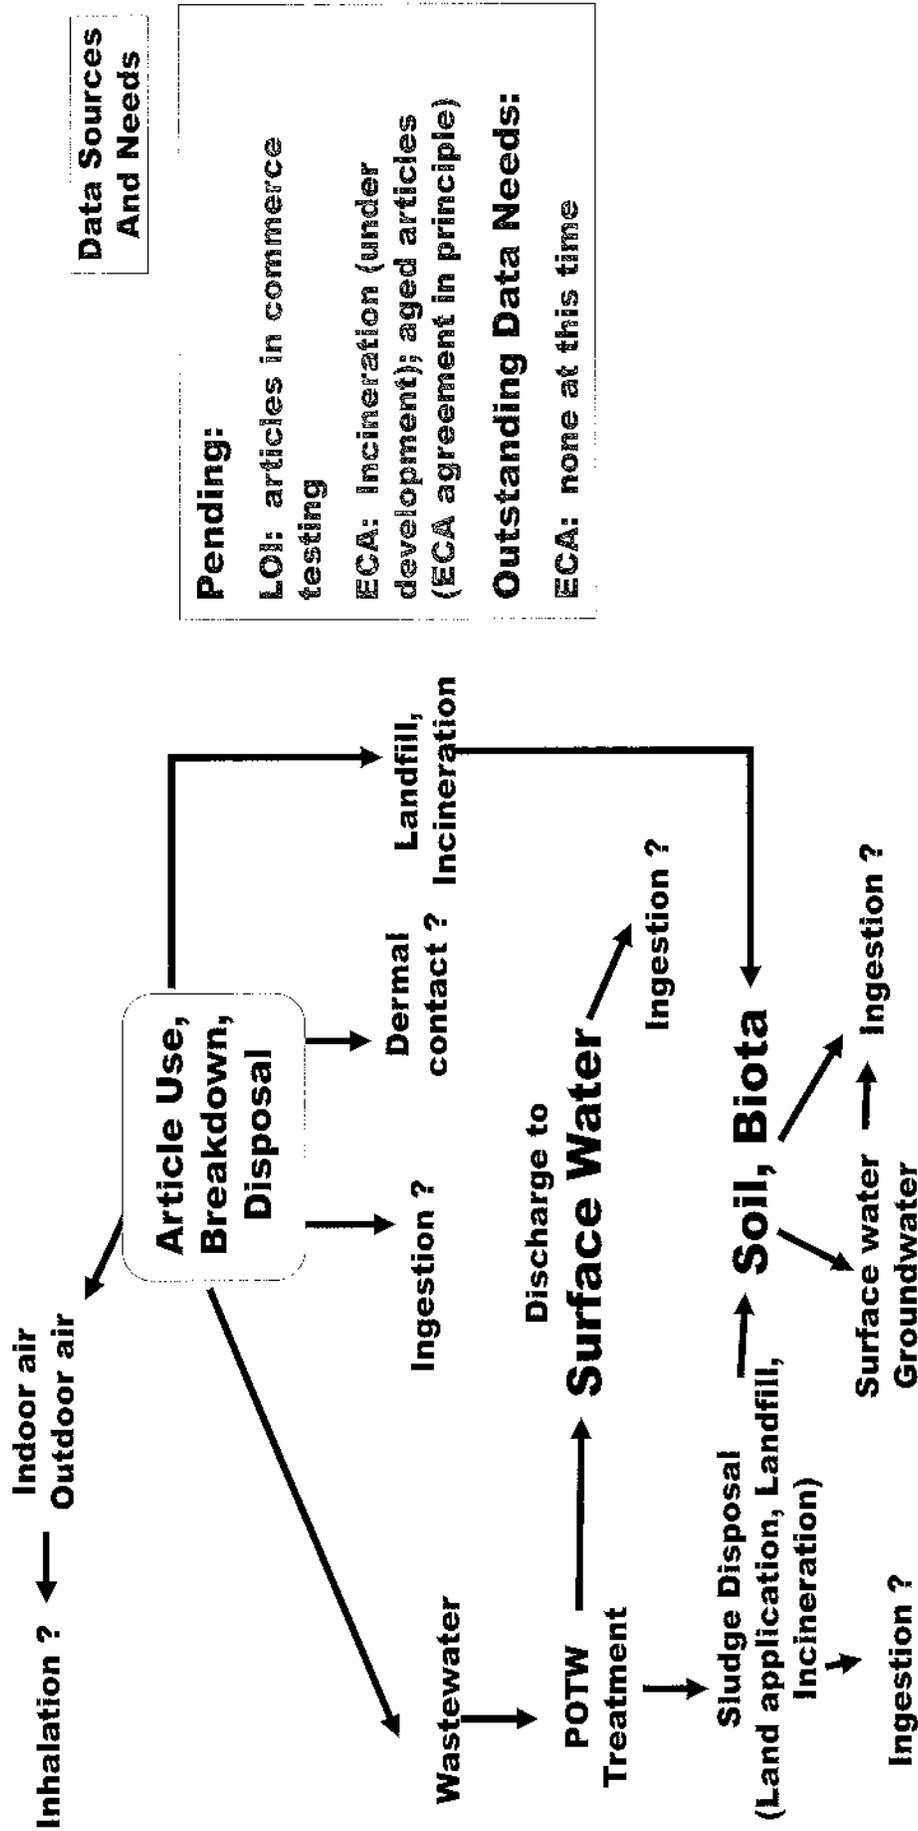 Data Sources
And Needs
Inhalation ?
Indoor air
Outdoor air
Article Use,
Breakdown,
Disposal
Pending:
LOI: articles in commerce
testing
ECA: Incineration (under
development); aged articles
(ECA agreement in principle)
Outstanding Data Needs:
ECA: none at this time
Wastewater
Ingestion ?
Dermal
contact ?
Landfill,
Incineration
POTW
Treatment
Discharge to
Surface Water
Ingestion ?
Sludge Disposal
(Land application, Landfill,
Incineration)
Soil, Biota
Ingestion ?
Surface water
Groundwater
Ingestion ?